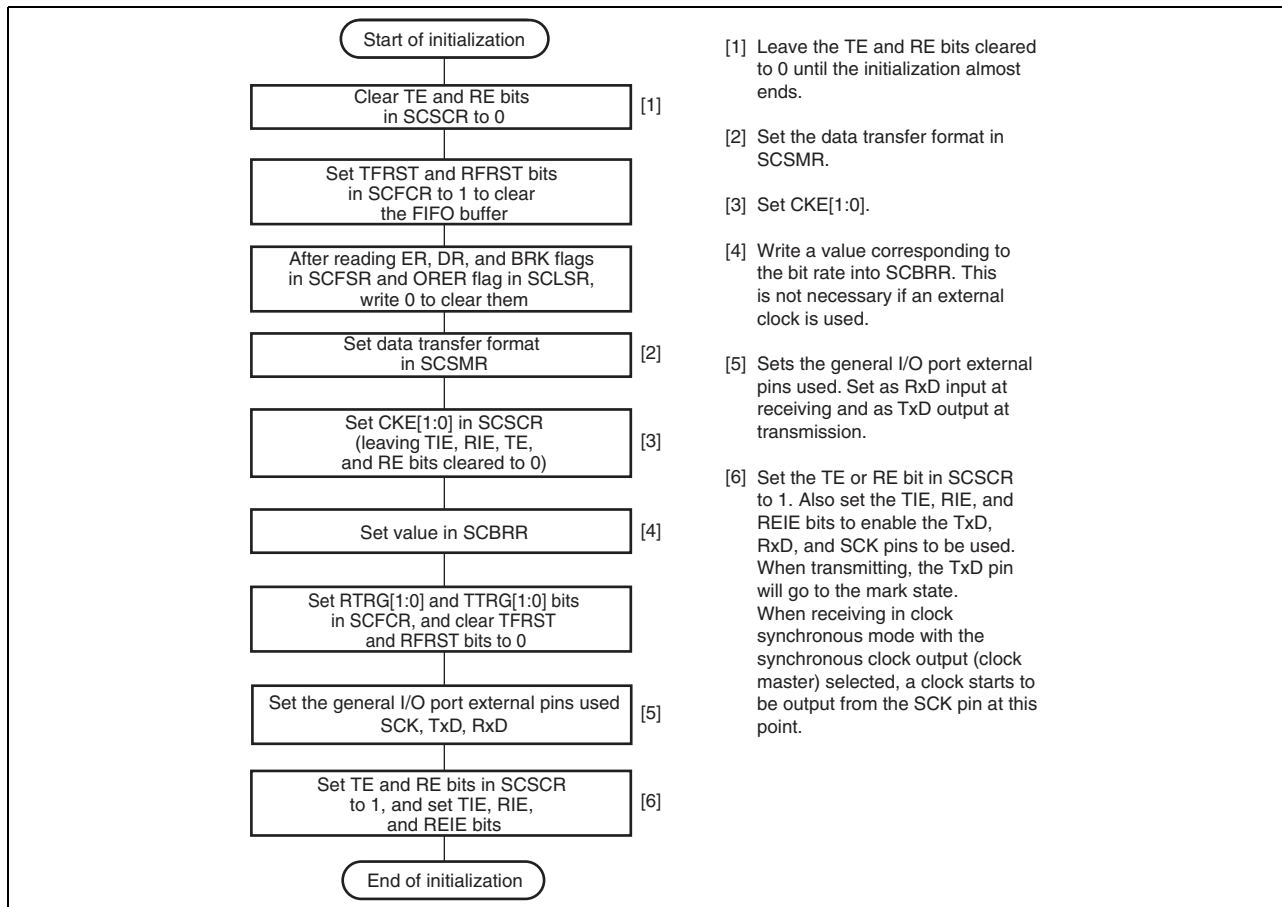 Start of initialization
Clear TE and RE bits
in SCSCR to 0
[1]
Set TFRST and RFRST bits
in SCFCR to 1 to clear
the FIFO buffer
After reading ER, DR, and BRK flags
in SCFSR and ORER flag in SCLSR,
write 0 to clear them
Set data transfer format
in SCSMR
[2]
Set CKE[1:0] in SCSCR
(leaving TIE, RIE, TE,
and RE bits cleared to 0)
[3]
Set value in SCBRR
[4]
Set RTRG[1:0] and TTRG[1:0] bits
in SCFCR, and clear TFRST
and RFRST bits to 0
Set the general I/O port external pins used
SCK, TxD, RxD
[5]
Set TE and RE bits in SCSCR
to 1, and set TIE, RIE,
and REIE bits
[6]
End of initialization
[1] Leave the TE and RE bits cleared
to 0 until the initialization almost
ends.
[2] Set the data transfer format in
SCSMR.
[3] Set CKE[1:0].
[4] Write a value corresponding to
the bit rate into SCBRR. This
is not necessary if an external
clock is used.
[5] Sets the general I/O port external
pins used. Set as RxD input at
receiving and as TxD output at
transmission.
[6] Set the TE or RE bit in SCSCR
to 1. Also set the TIE, RIE, and
REIE bits to enable the TxD,
RxD, and SCK pins to be used.
When transmitting, the TxD pin
will go to the mark state.
When receiving in clock
synchronous mode with the
synchronous clock output (clock
master) selected, a clock starts to
be output from the SCK pin at this
point.